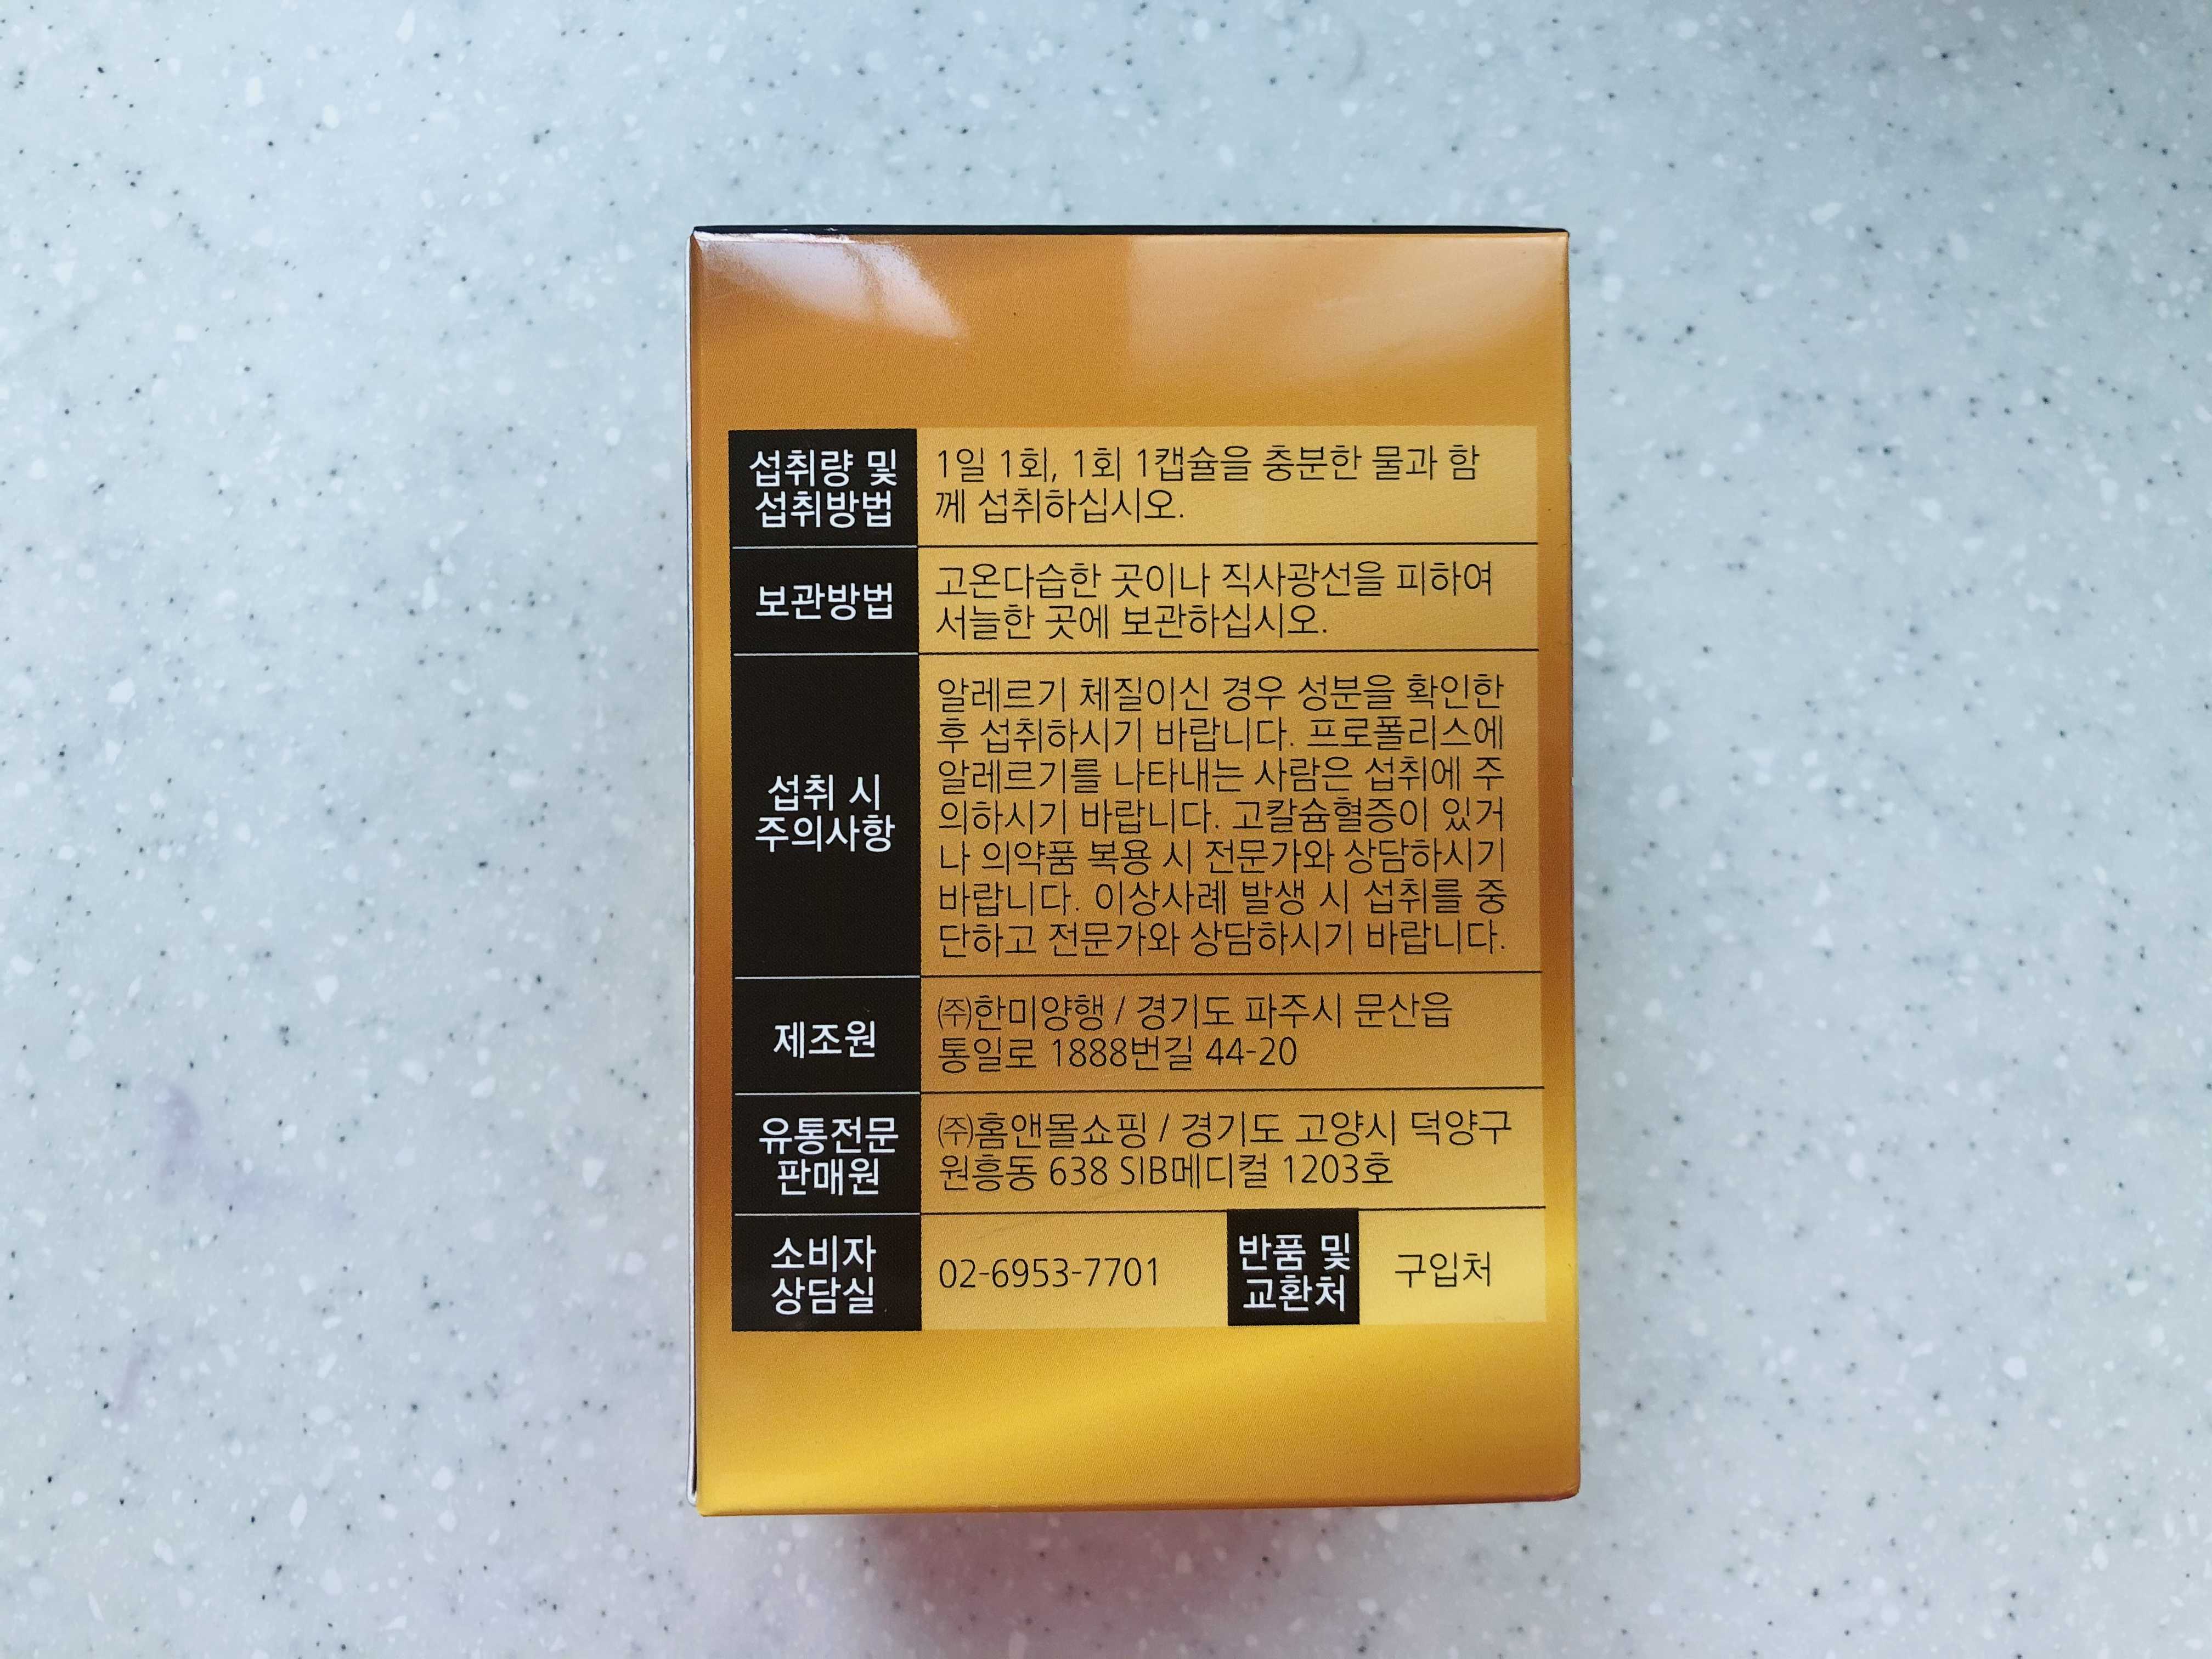 섭취량 및
섭취방법
1일 1회, 1회 1캡슐을 충분한 물과 함
께 섭취하십시오.
보관방법
고온다습한 곳이나 직사광선을 피하여
서늘한 곳에 보관하십시오.
섭취 시
주의사항
알레르기 체질이신 경우 성분을 확인한
후 섭취하시기 바랍니다. 프로폴리스에
알레르기를 나타내는 사람은 섭취에 주
의하시기 바랍니다. 고칼슘혈증이 있거
나 의약품 복용 시 전문가와 상담하시기
바랍니다. 이상사례 발생 시 섭취를 중
단하고 전문가와 상담하시기 바랍니다.
제조원
㈜한미양행 / 경기도 파주시 문산읍
통일로 1888번길 44-20
유통전문
판매원
㈜홈앤몰쇼핑 / 경기도 고양시 덕양구
원흥동 638 SIB메디컬 1203호
소비자
상담실
02-6953-7701
반품 및
교환처
구입처